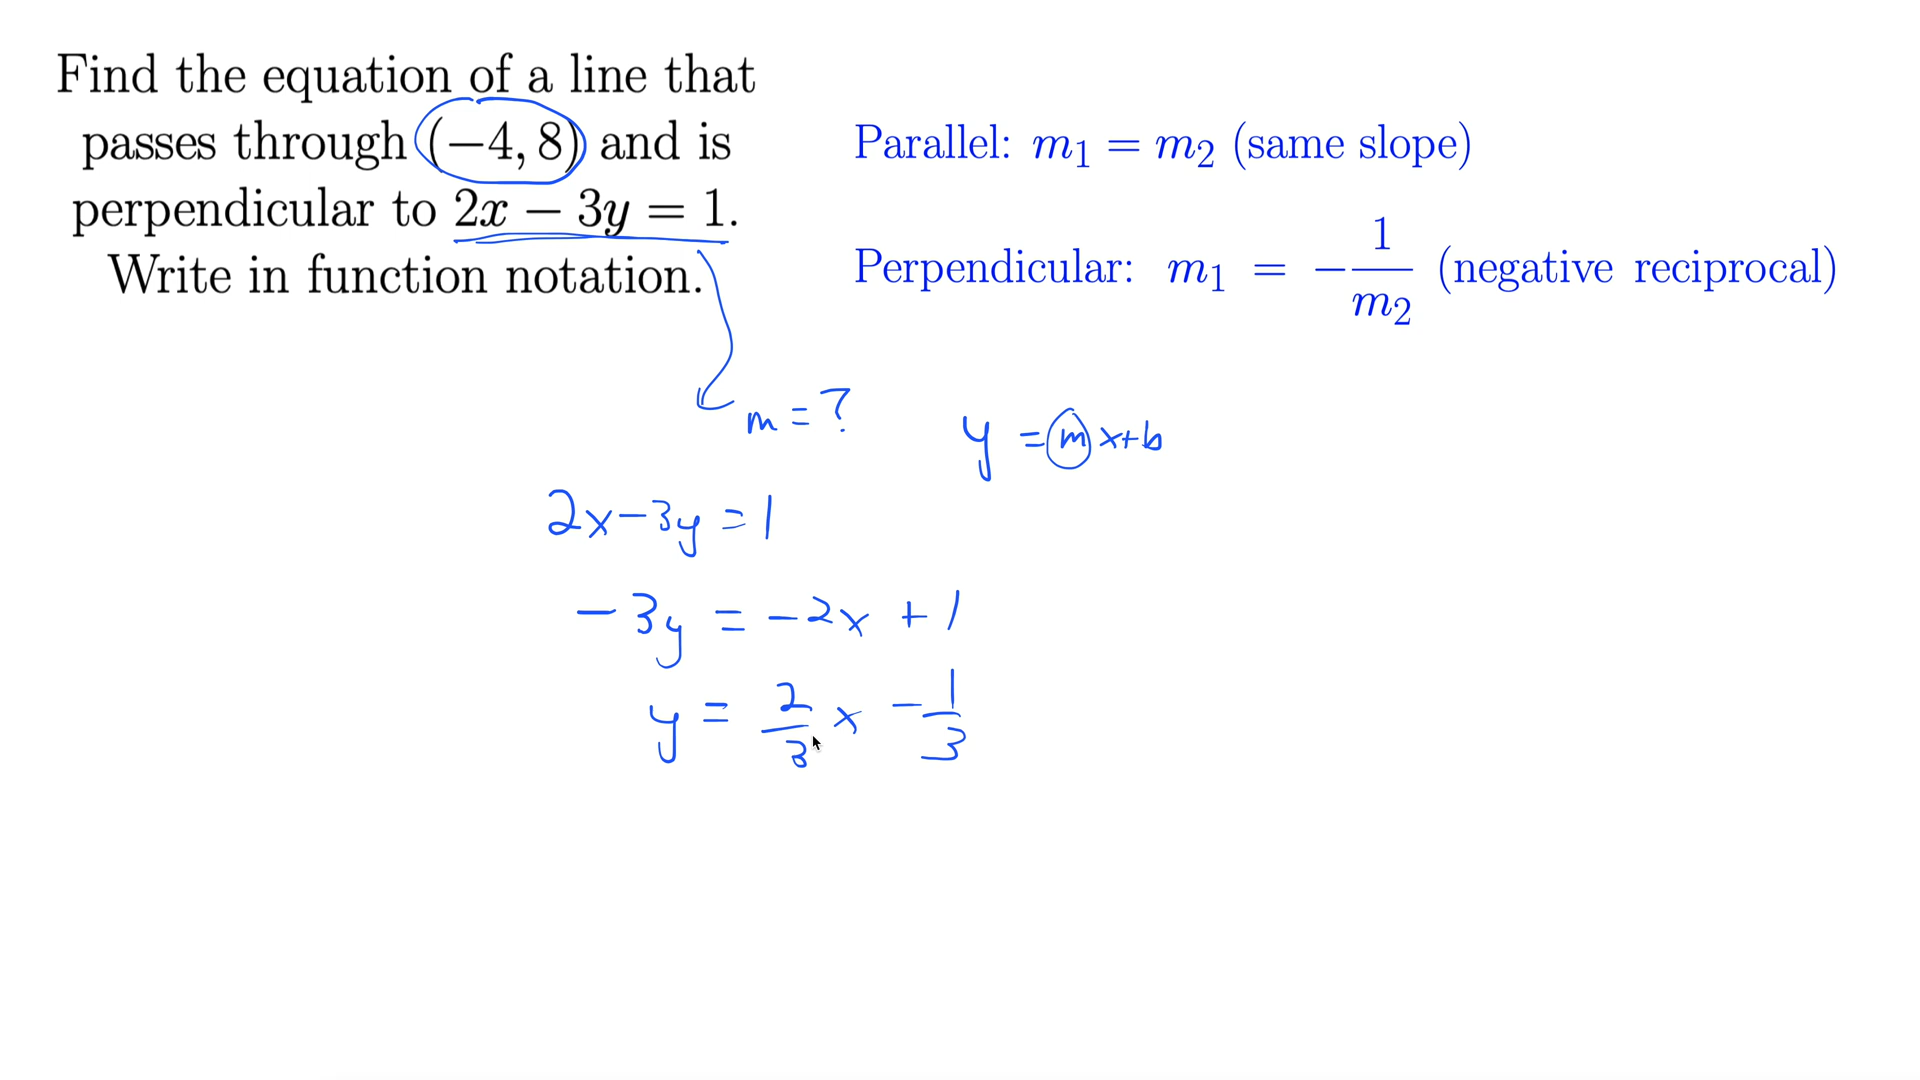 Find the equation of a line that
passes through (−4, 8) and is
perpendicular to 2x − 3y = 1.
Write in function notation.
Parallel: m₁ = m₂ (same slope)
Perpendicular: m₁ = −1/m₂ (negative reciprocal)
m = ?
y = mx+b
2x−3y = 1
−3y = −2x + 1
y = 2/3 x − 1/3